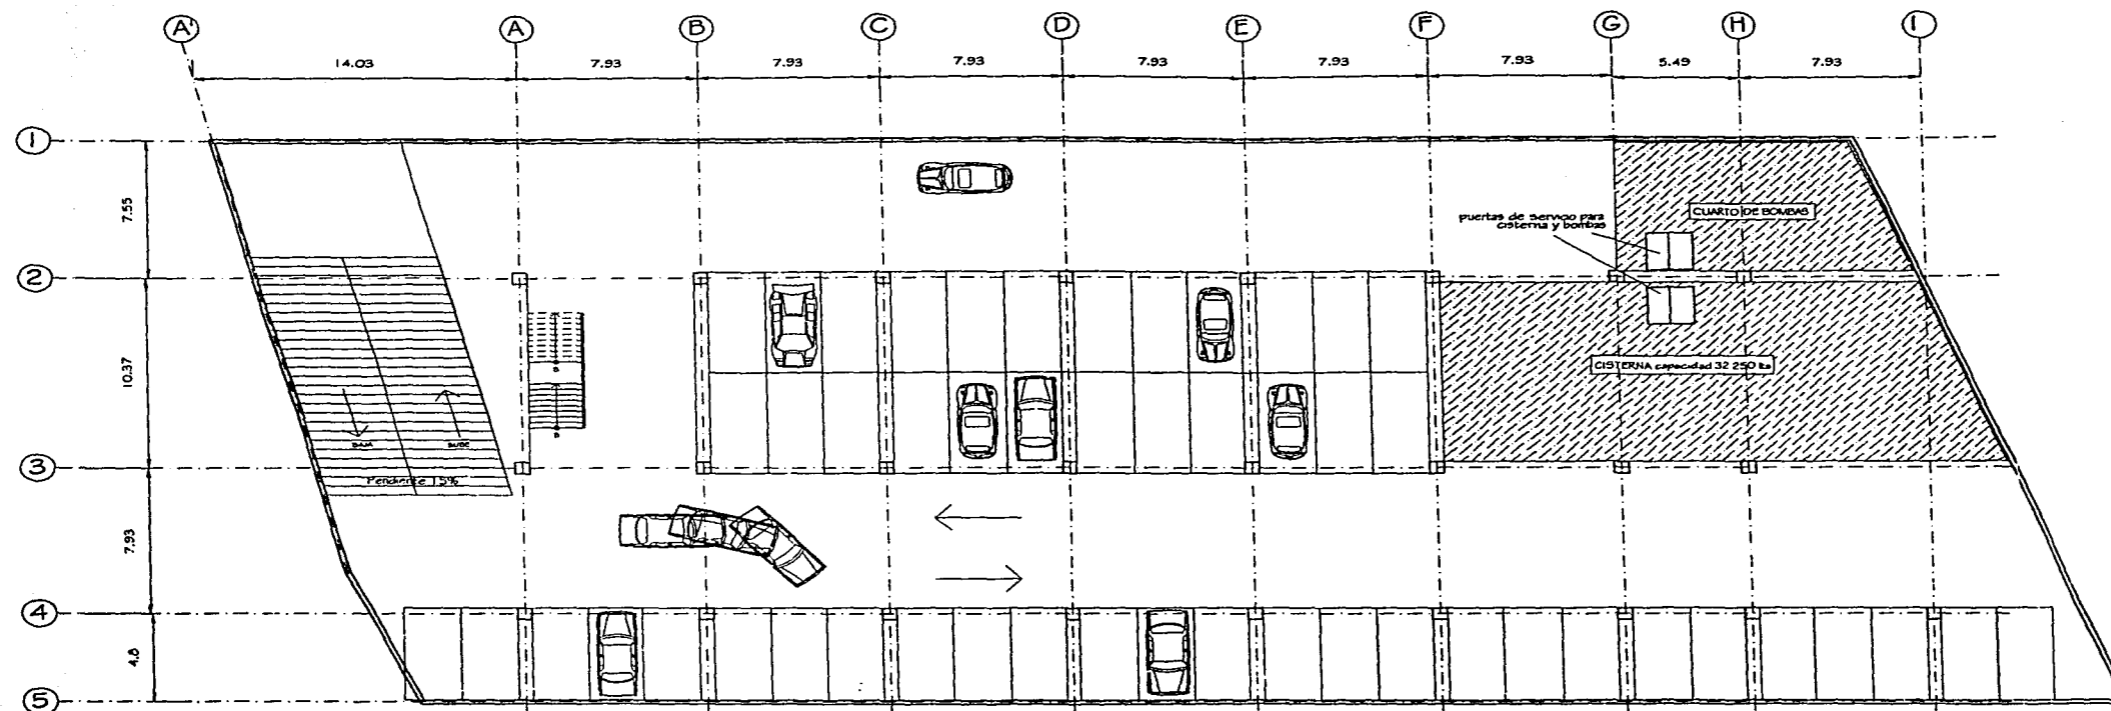 A' A B C D E F G H I
14.03 7.93 7.93 7.93 7.93 7.93 7.93 5.49 7.93
1
7.55
puertas de servicio para
cisterna y bombas
CUARTO DE BOMBAS
2
10.37
CISTERNA capacidad 32 250 lts
B
BAJA SUBE
B
3
Pendiente 15%
7.93
4
4.8
5